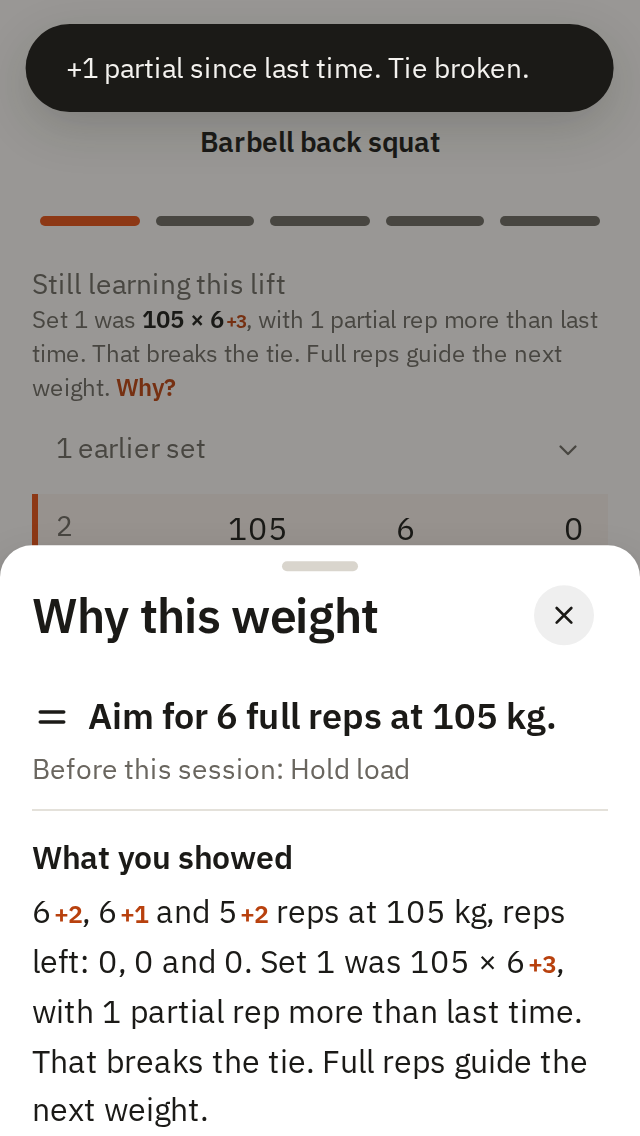 +1 partial since last time. Tie broken.
Barbell back squat
Still learning this lift
Set 1 was 105 × 6 +3, with 1 partial rep more than last
time. That breaks the tie. Full reps guide the next
weight. Why?
1 earlier set
2 105 6 0
Why this weight
= Aim for 6 full reps at 105 kg.
Before this session: Hold load
What you showed
6 +2, 6 +1 and 5 +2 reps at 105 kg, reps
left: 0, 0 and 0. Set 1 was 105 × 6 +3,
with 1 partial rep more than last time.
That breaks the tie. Full reps guide the
next weight.